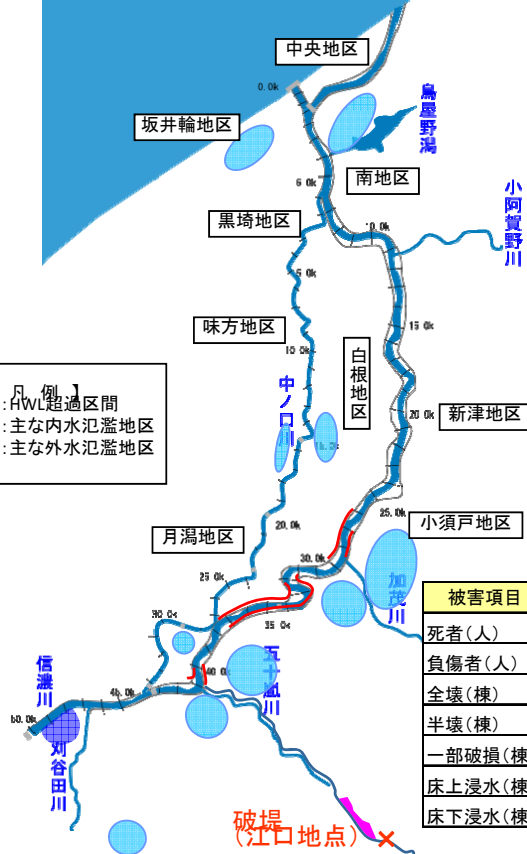 中央地区
0.0k
鳥屋野潟
坂井輪地区
5.0k
南地区
小阿賀野川
黒埼地区
10.0k
5.0k
味方地区
15.0k
10.0k
白根地区
凡 例 】
:HWL超過区間
:主な内水氾濫地区
:主な外水氾濫地区
中ノ口川
20.0k
新津地区
15.0k
25.0k
小須戸地区
20.0k
月潟地区
30.0k
25.0k
加茂川
被害項目
死者(人)
負傷者(人)
全壊(棟)
半壊(棟)
一部破損(棟
床上浸水(棟
床下浸水(棟
30.0k
35.0k
五十嵐川
信濃川
40.0k
45.0k
50.0k
刈谷田川
破堤
(江口地点)